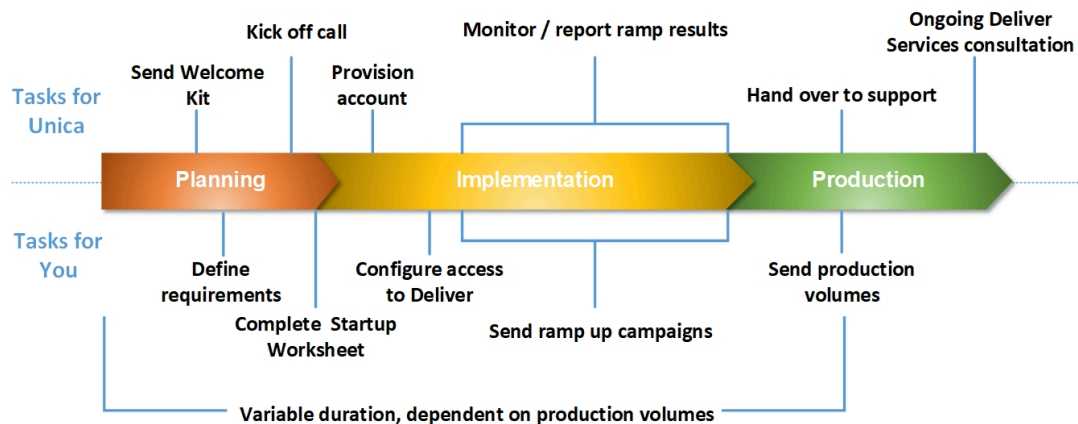 Ongoing Deliver
Services consultation
Kick off call
Monitor / report ramp results
Send Welcome
Kit
Provision
account
Tasks for
Unica
Hand over to support
Planning
Implementation
Production
Tasks for
You
Define
requirements
Configure access
to Deliver
Send production
volumes
Complete Startup
Worksheet
Send ramp up campaigns
Variable duration, dependent on production volumes